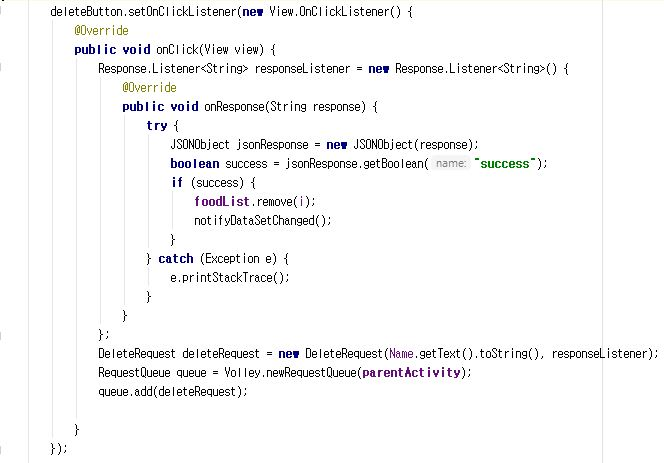 deleteButton.setOnClickListener(new View.OnClickListener() {
@Override
public void onClick(View view) {
Response.Listener<String> responseListener = new Response.Listener<String>() {
@Override
public void onResponse(String response) {
try {
JSONObject jsonResponse = new JSONObject(response);
boolean success = jsonResponse.getBoolean( name: "success");
if (success) {
foodList.remove(i);
notifyDataSetChanged();
}
} catch (Exception e) {
e.printStackTrace();
}
}
};
DeleteRequest deleteRequest = new DeleteRequest(Name.getText().toString(), responseListener);
RequestQueue queue = Volley.newRequestQueue(parentActivity);
queue.add(deleteRequest);
}
});